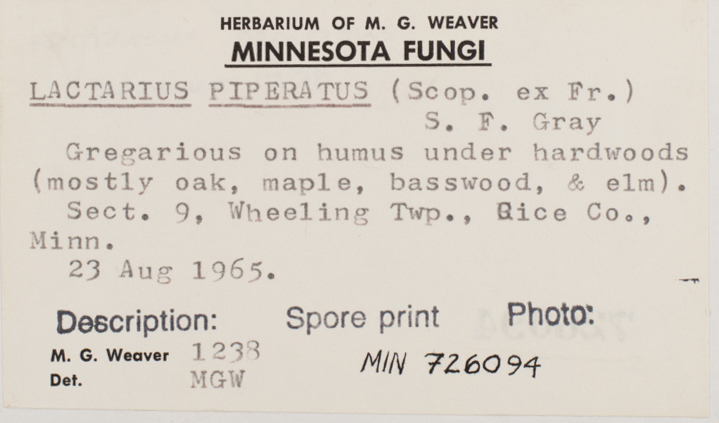 HERBARIUM OF M. G. WEAVER
MINNESOTA FUNGI
LACTARIUS PIPERATUS (Scop. ex Fr.)
S. F. Gray
Gregarious on humus under hardwoods
(mostly oak, maple, basswood, & elm).
Sect. 9, Wheeling Twp., Rice Co.,
Minn.
23 Aug 1965.
Description: Spore print Photo:
M. G. Weaver 1238
Det. MGW
MIN 726094